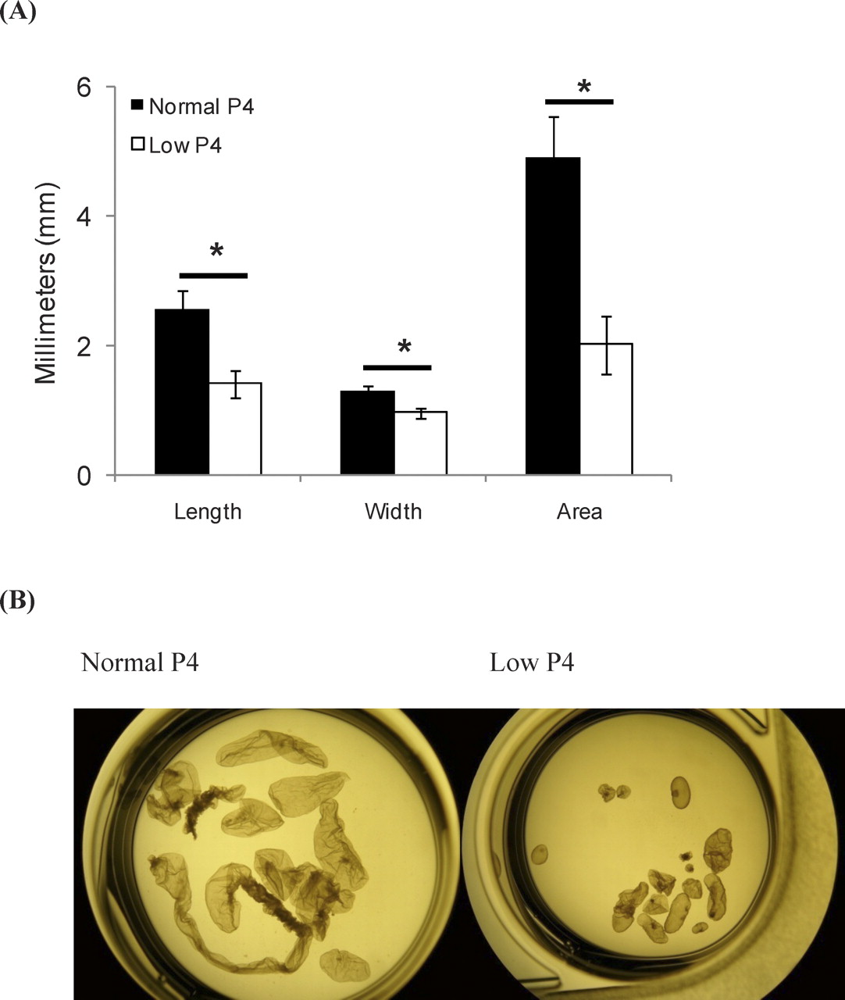 (A)
6
4
2
0
Millimeters (mm)
Normal P4
Low P4
*
*
*
Length
Width
Area
(B)
Normal P4
Low P4